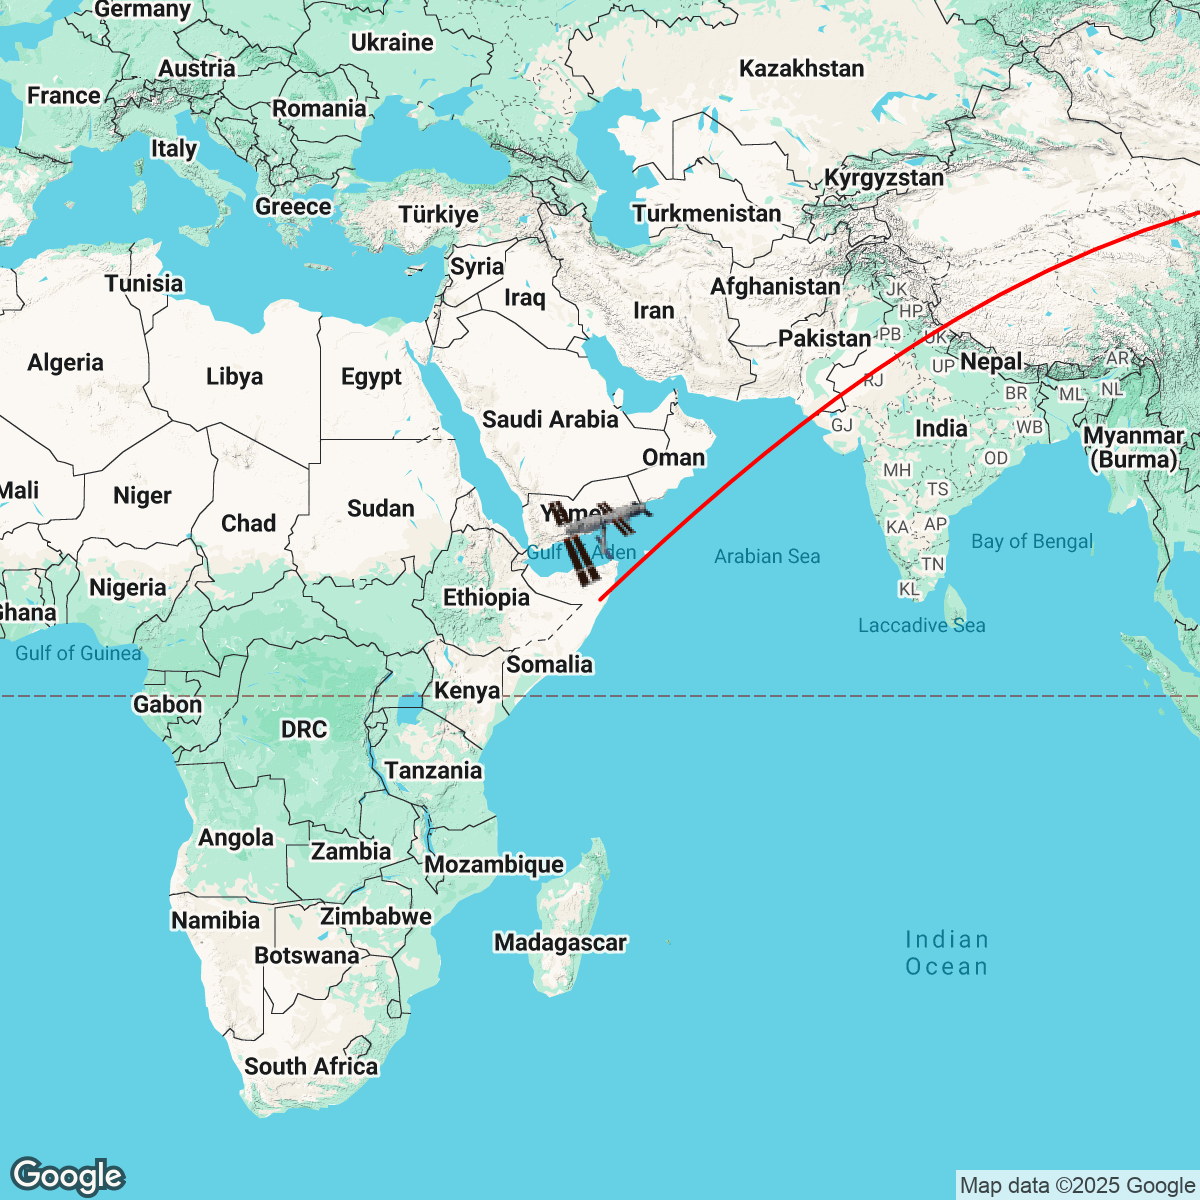 Germany
Ukraine
Austria
Kazakhstan
France
Romania
Italy
Kyrgyzstan
Greece
Türkiye
Turkmenistan
Syria
Tunisia
Iraq
Afghanistan
JK
Iran
HP
Pakistan
PB
UK
Algeria
Libya
Egypt
Nepal
AR
UP
RJ
BR
ML
NL
Saudi Arabia
GJ
India
WB
Myanmar
(Burma)
Oman
OD
MH
Mali
Niger
TS
Chad
Sudan
KA
AP
Gulf
Aden
Arabian Sea
Bay of Bengal
TN
Nigeria
KL
Ethiopia
Ghana
Laccadive Sea
Gulf of Guinea
Somalia
Kenya
Gabon
DRC
Tanzania
Angola
Zambia
Mozambique
Namibia
Zimbabwe
Madagascar
Indian
Ocean
Botswana
South Africa
Google
Map data ©2025 Google